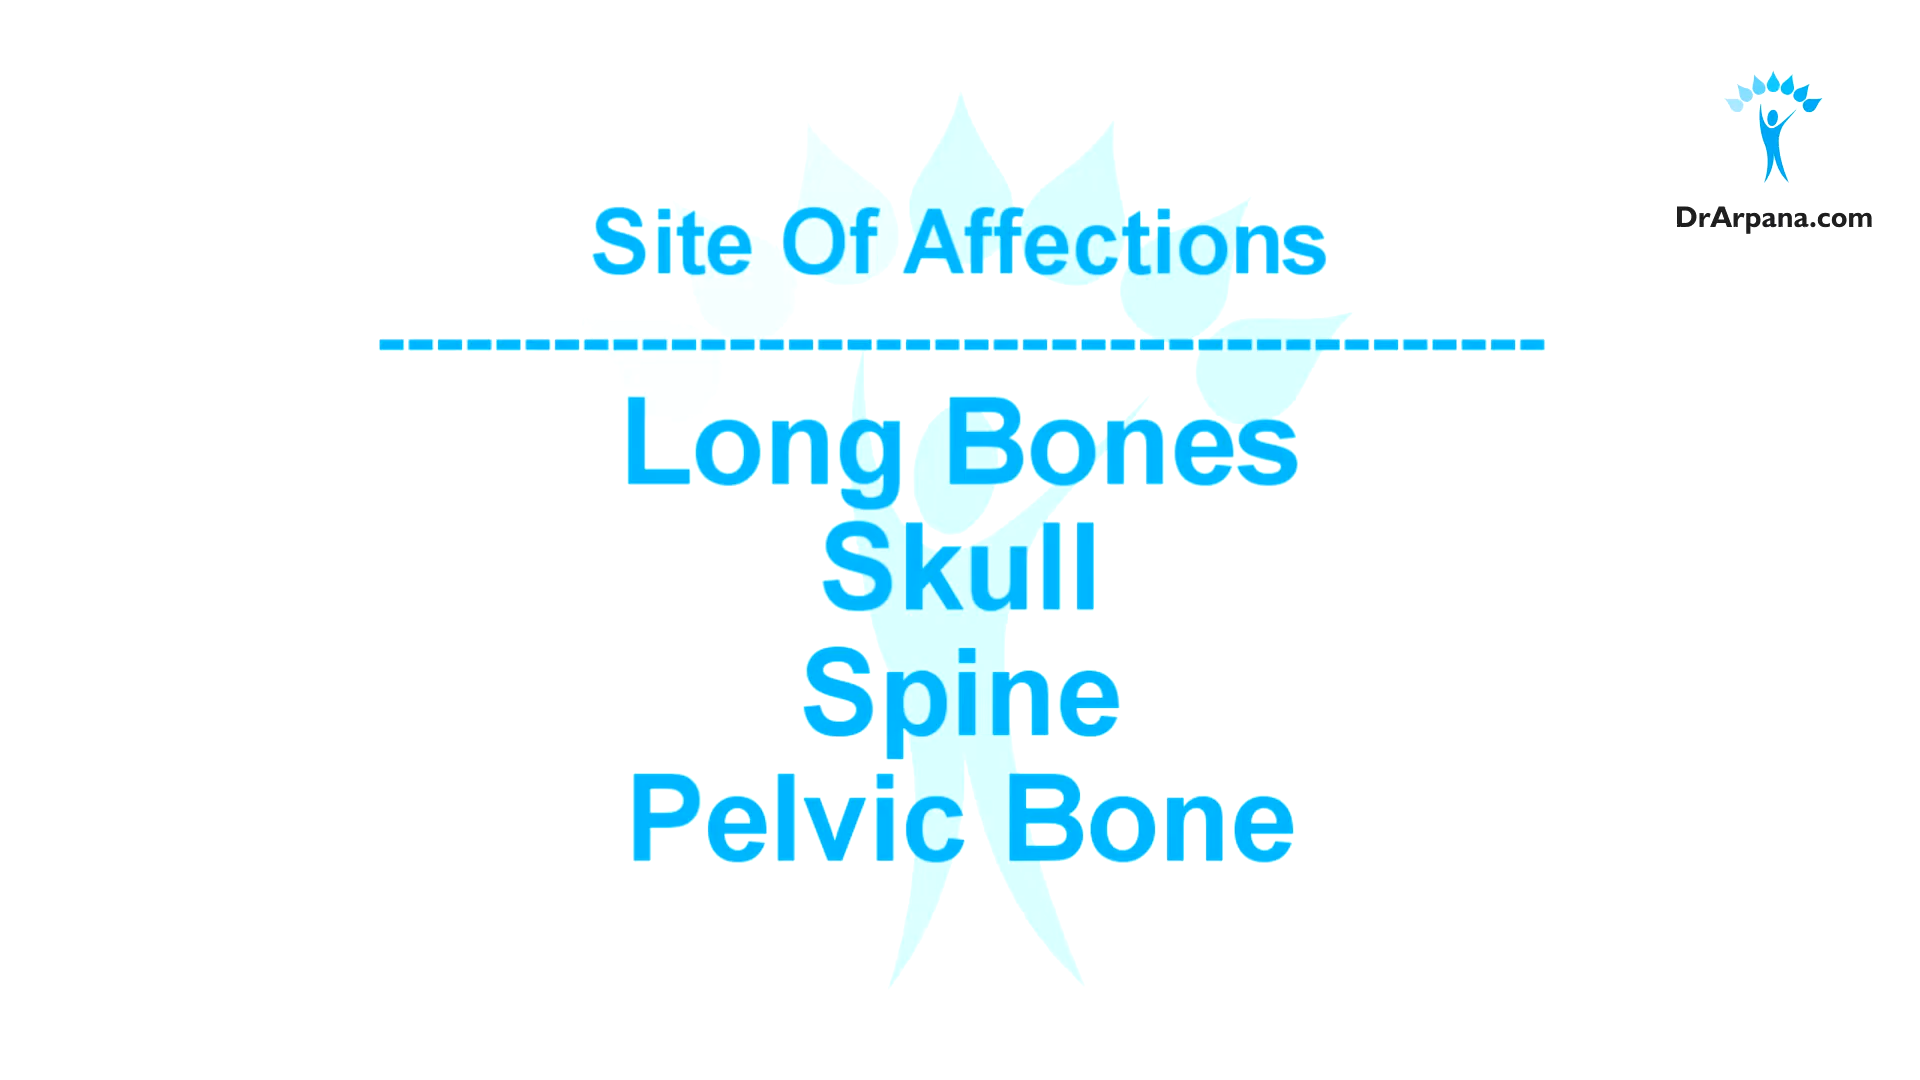 DrArpana.com
Site Of Affections
----------------------------------------
Long Bones
Skull
Spine
Pelvic Bone